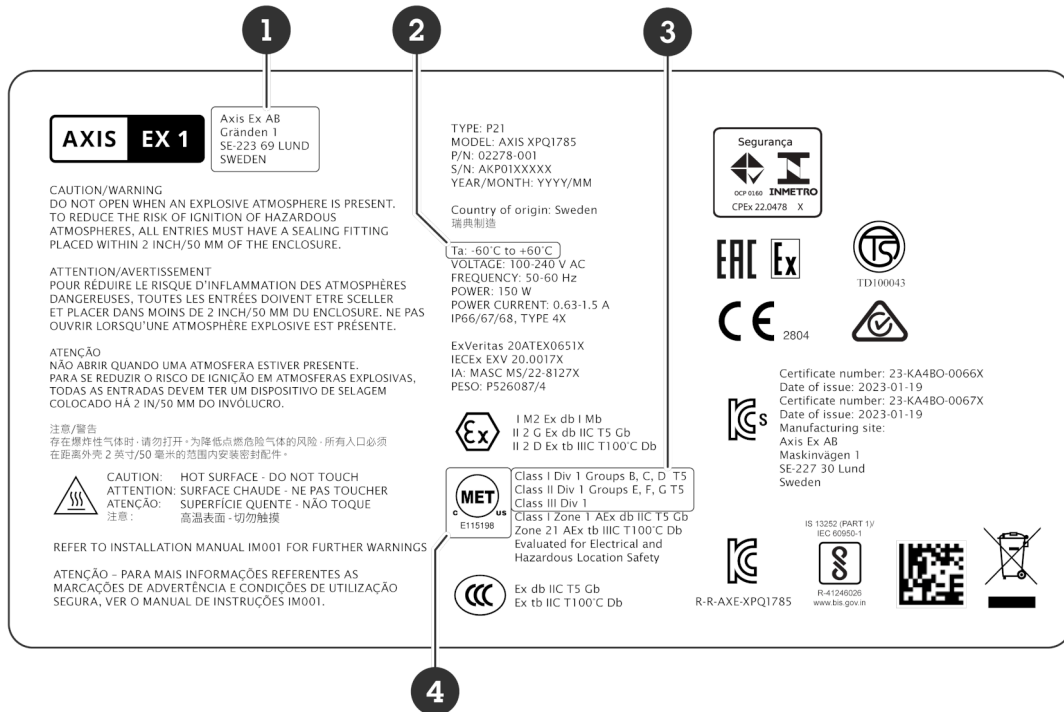 1
2
3
AXIS EX 1
Axis Ex AB
Gränden 1
SE-223 69 LUND
SWEDEN
CAUTION/WARNING
DO NOT OPEN WHEN AN EXPLOSIVE ATMOSPHERE IS PRESENT.
TO REDUCE THE RISK OF IGNITION OF HAZARDOUS
ATMOSPHERES, ALL ENTRIES MUST HAVE A SEALING FITTING
PLACED WITHIN 2 INCH/50 MM OF THE ENCLOSURE.
ATTENTION/AVERTISSEMENT
POUR RÉDUIRE LE RISQUE D'INFLAMMATION DES ATMOSPHÈRES
DANGEREUSES, TOUTES LES ENTRÉES DOIVENT ETRE SCELLER
ET PLACER DANS MOINS DE 2 INCH/50 MM DU ENCLOSURE. NE PAS
OUVRIR LORSQU'UNE ATMOSPHÈRE EXPLOSIVE EST PRÉSENTE.
ATENÇÃO
NÃO ABRIR QUANDO UMA ATMOSFERA ESTIVER PRESENTE.
PARA SE REDUZIR O RISCO DE IGNIÇÃO EM ATMOSFERAS EXPLOSIVAS,
TODAS AS ENTRADAS DEVEM TER UM DISPOSITIVO DE SELAGEM
COLOCADO HÁ 2 IN/50 MM DO INVÓLUCRO.
注意/警告
存在爆炸性气体时,请勿打开。为降低点燃危险气体的风险,所有入口必须
在距离外壳 2 英寸/50 毫米的范围内安装密封配件。
CAUTION: HOT SURFACE - DO NOT TOUCH
ATTENTION: SURFACE CHAUDE - NE PAS TOUCHER
ATENÇÃO: SUPERFÍCIE QUENTE - NÃO TOQUE
注意: 高温表面 - 切勿触摸
REFER TO INSTALLATION MANUAL IM001 FOR FURTHER WARNINGS
ATENÇÃO – PARA MAIS INFORMAÇÕES REFERENTES AS
MARCAÇÕES DE ADVERTÊNCIA E CONDIÇÕES DE UTILIZAÇÃO
SEGURA, VER O MANUAL DE INSTRUÇÕES IM001.
TYPE: P21
MODEL: AXIS XPQ1785
P/N: 02278-001
S/N: AKP01XXXXX
YEAR/MONTH: YYYY/MM
Country of origin: Sweden
瑞典制造
Ta: -60°C to +60°C
VOLTAGE: 100-240 V AC
FREQUENCY: 50-60 Hz
POWER: 150 W
POWER CURRENT: 0.63-1.5 A
IP66/67/68, TYPE 4X
ExVeritas 20ATEX0651X
IECEx EXV 20.0017X
IA: MASC MS/22-8127X
PESO: P526087/4
Ex
I M2 Ex db I Mb
II 2 G Ex db IIC T5 Gb
II 2 D Ex tb IIIC T100°C Db
MET
C US
E115198
Class I Div 1 Groups B, C, D T5
Class II Div 1 Groups E, F, G T5
Class III Div 1
Class I Zone 1 AEx db IIC T5 Gb
Zone 21 AEx tb IIIC T100°C Db
Evaluated for Electrical and
Hazardous Location Safety
CCC
Ex db IIC T5 Gb
Ex tb IIC T100°C Db
Segurança
OCP 0160 INMETRO
CPEx 22.0478 X
EAC Ex
TS
TD100043
CE 2804
KCs
Certificate number: 23-KA4BO-0066X
Date of issue: 2023-01-19
Certificate number: 23-KA4BO-0067X
Date of issue: 2023-01-19
Manufacturing site:
Axis Ex AB
Maskinvägen 1
SE-227 30 Lund
Sweden
KC
R-R-AXE-XPQ1785
IS 13252 (PART 1)/
IEC 60950-1
R-41246026
www.bis.gov.in
4